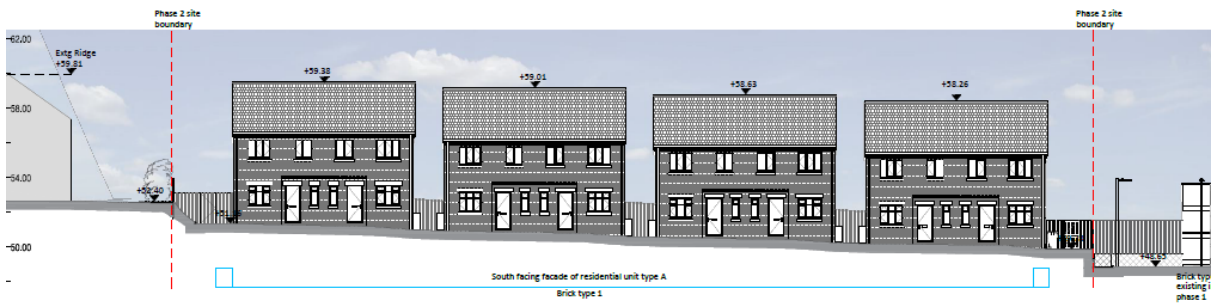 Phase 2 site
boundary
Phase 2 site
boundary
62.00
Extg Ridge
+59.81
+59.38
+59.01
+58.63
+58.26
58.00
54.00
+52.40
50.00
+48.65
South facing facade of residential unit type A
Brick type 1
Brick typ
existing i
phase 1